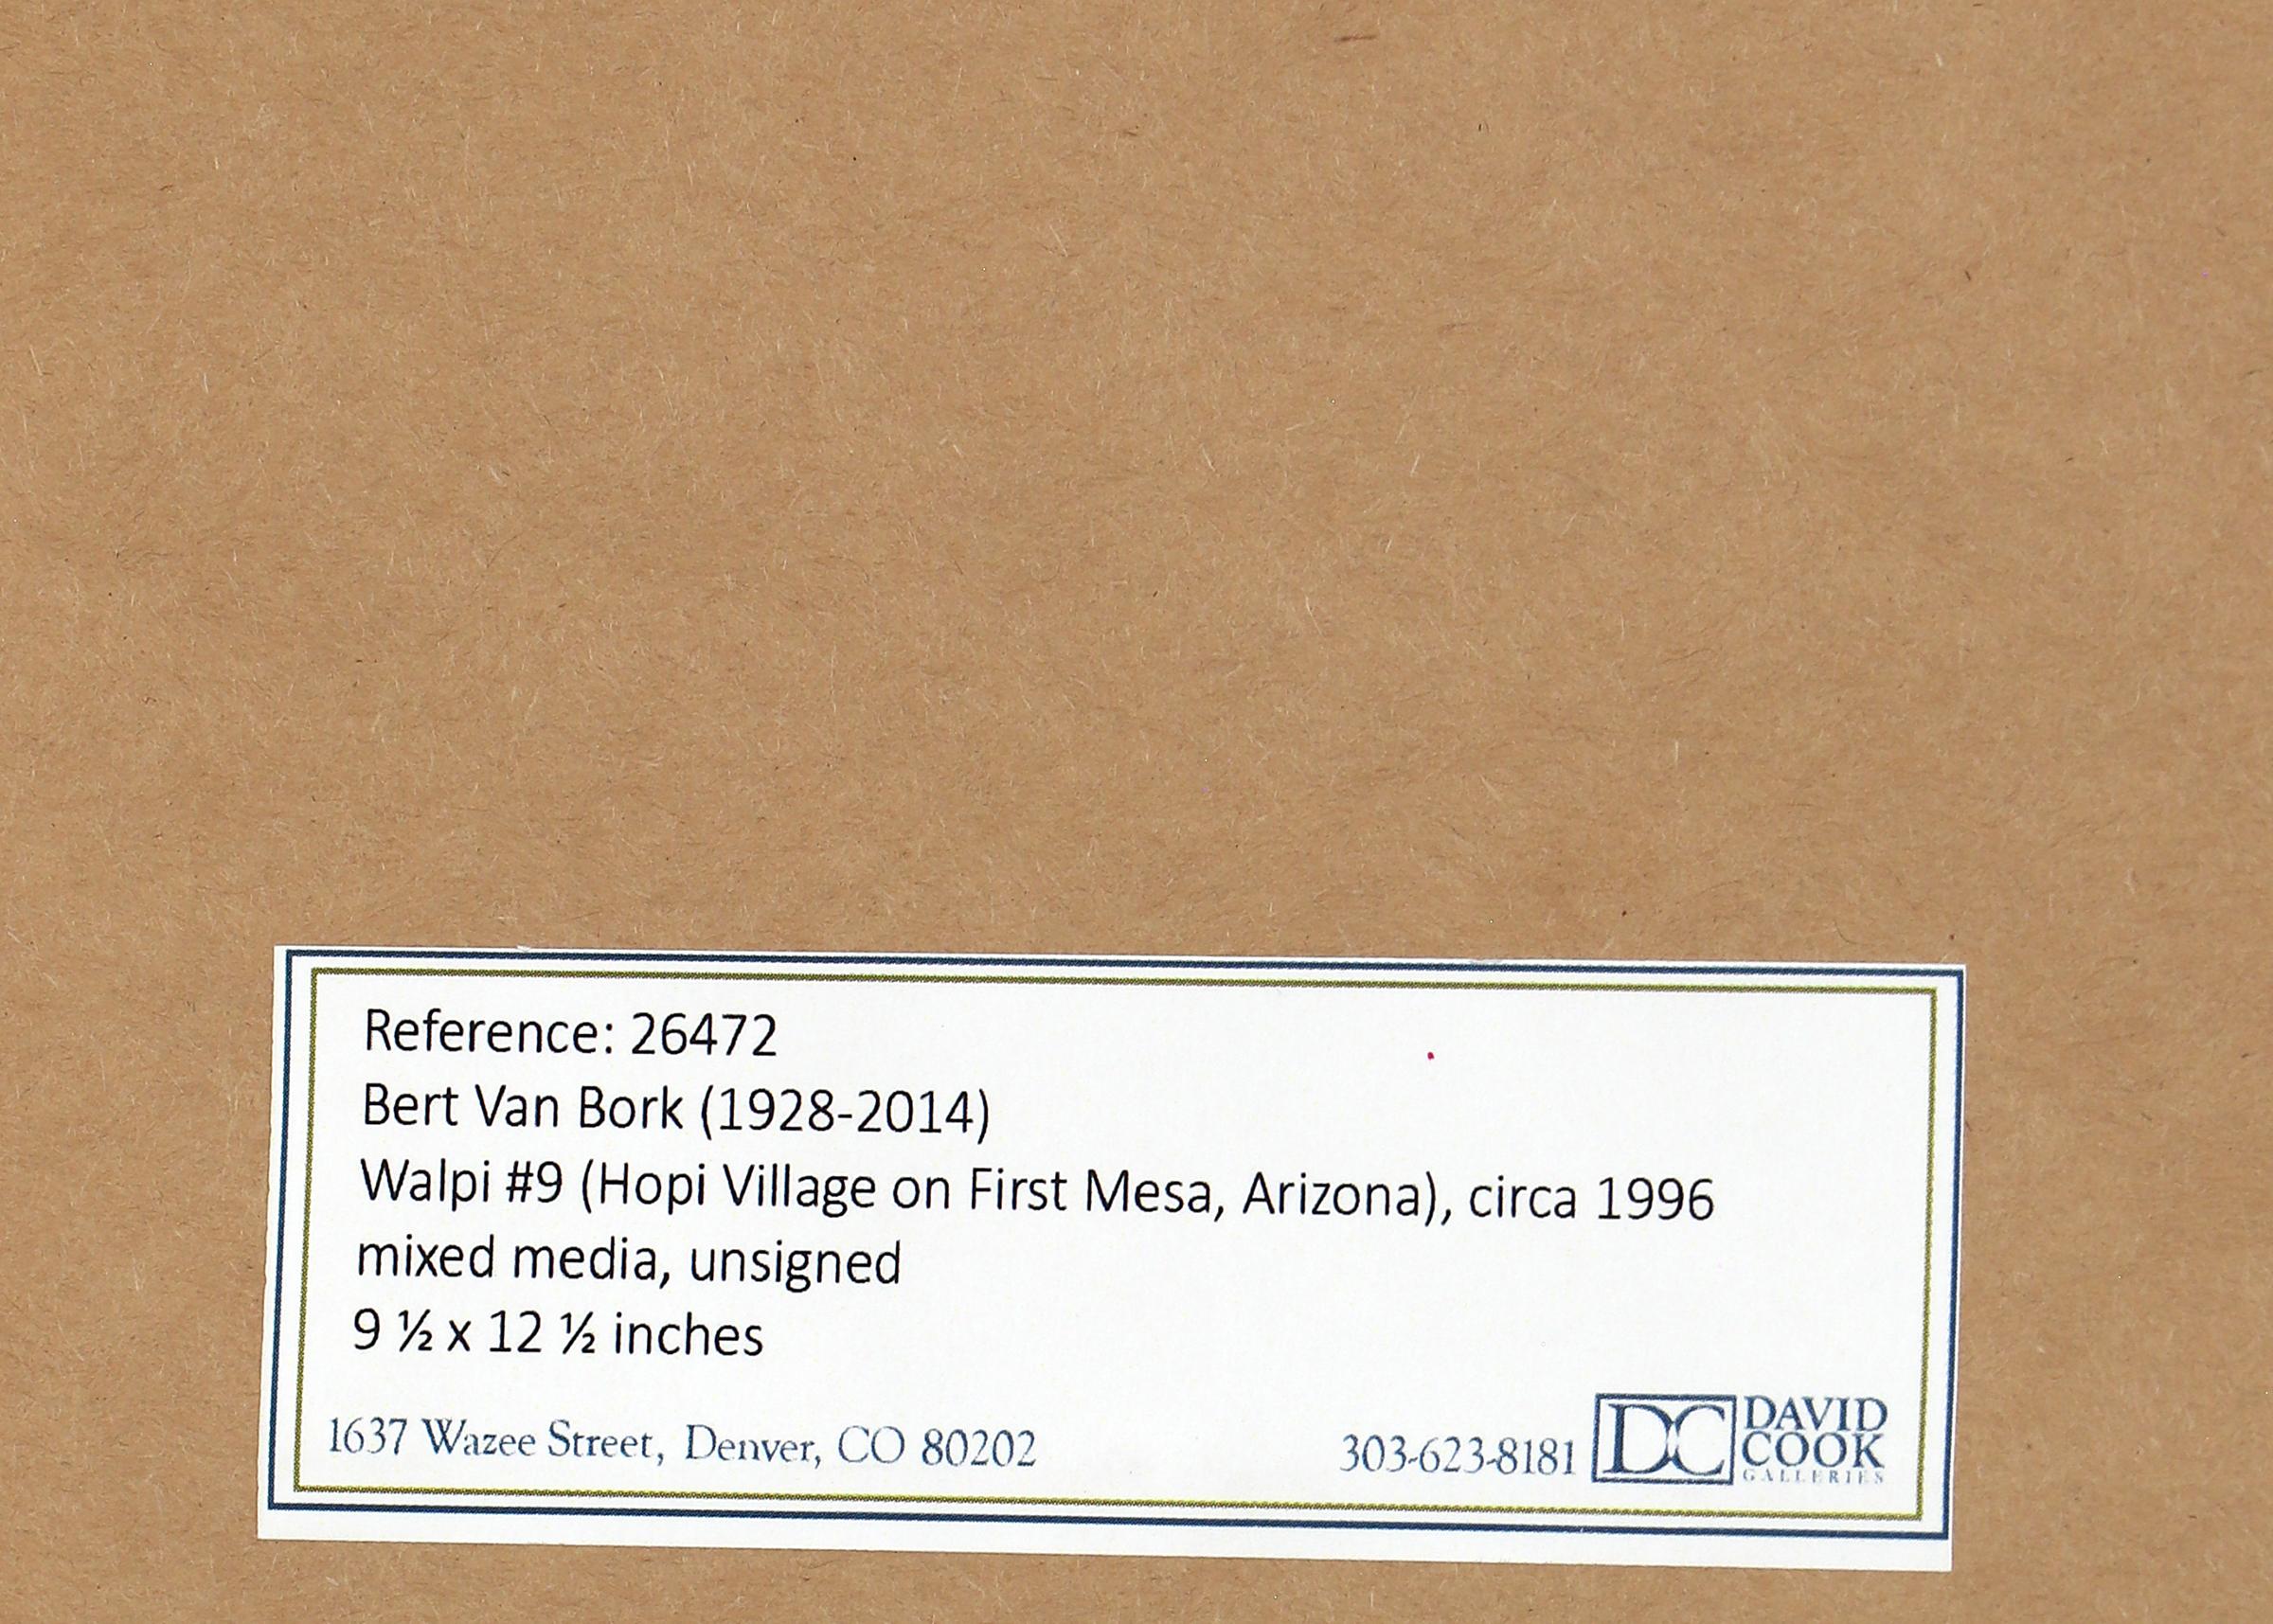 Reference: 26472
Bert Van Bork (1928-2014)
Walpi #9 (Hopi Village on First Mesa, Arizona), circa 1996
mixed media, unsigned
9 ½ x 12 ½ inches
1637 Wazee Street, Denver, CO 80202
303-623-8181
DC
DAVID
COOK
GALLERIES